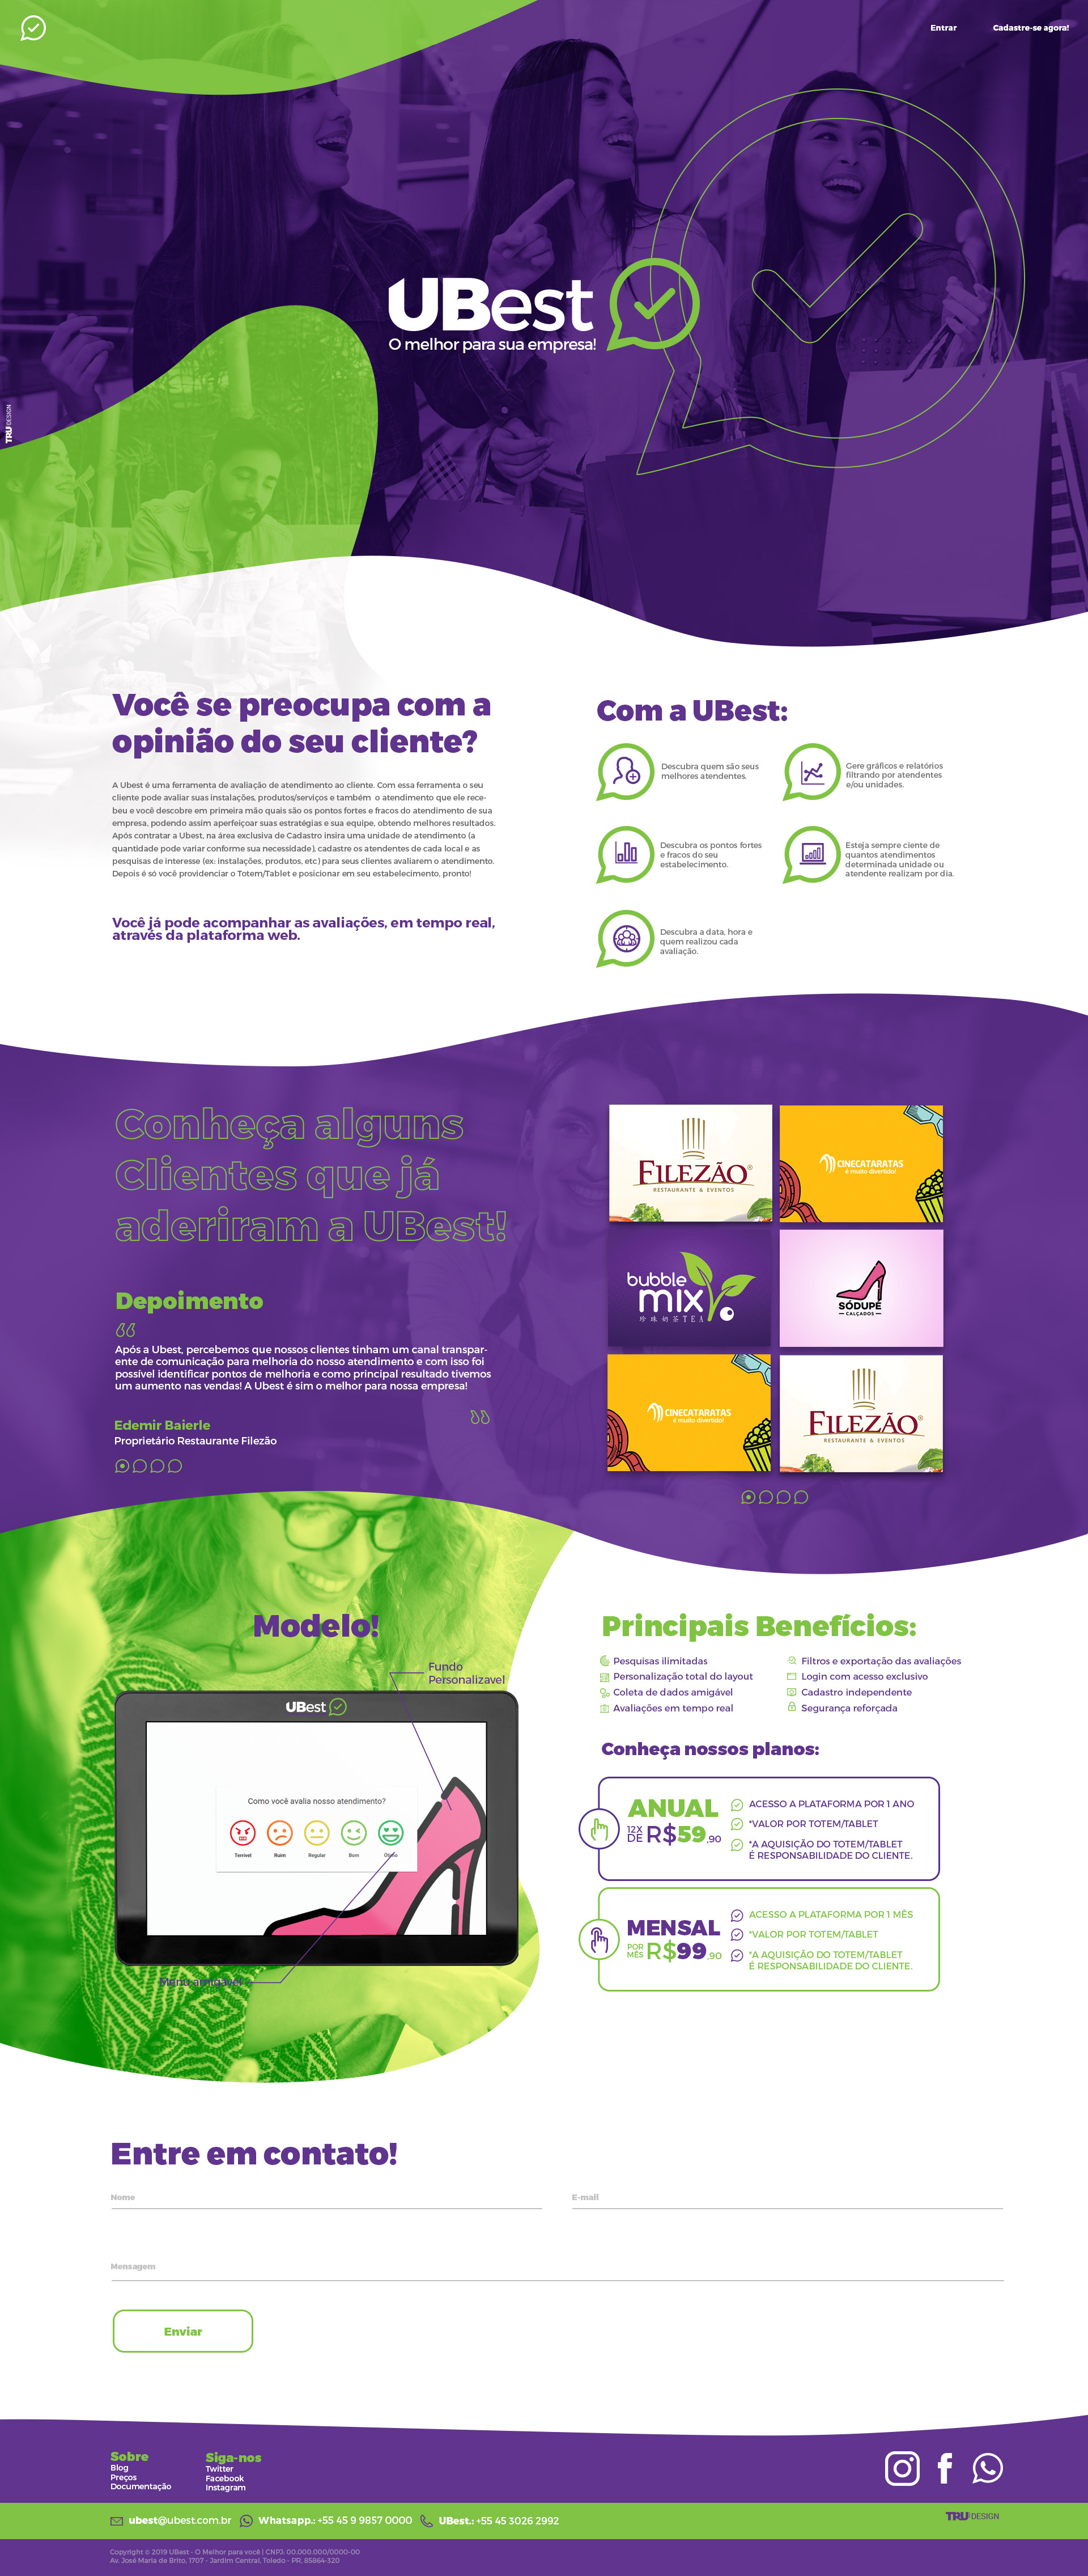 Entrar
Cadastre-se agora!
UBest
O melhor para sua empresa!
TRU DESIGN
Você se preocupa com a
opinião do seu cliente?
A Ubest é uma ferramenta de avaliação de atendimento ao cliente. Com essa ferramenta o seu
cliente pode avaliar suas instalações, produtos/serviços e também o atendimento que ele rece-
beu e você descobre em primeira mão quais são os pontos fortes e fracos do atendimento da sua
empresa, podendo assim aperfeiçoar suas estratégias e sua equipe, obtendo melhores resultados.
Após contratar a Ubest, na área exclusiva de Cadastro insira uma unidade de atendimento (a
quantidade pode variar conforme sua necessidade), cadastre os atendentes de cada local e as
pesquisas de interesse (ex: instalações, produtos, etc) para seus clientes avaliarem o atendimento.
Depois é só você providenciar o Totem/Tablet e posicionar em seu estabelecimento, pronto!
Você já pode acompanhar as avaliações, em tempo real,
através da plataforma web.
Com a UBest:
Descubra quem são seus
melhores atendentes.
Gere gráficos e relatórios
filtrando por atendentes
e/ou unidades.
Descubra os pontos fortes
e fracos do seu
estabelecimento.
Esteja sempre ciente de
quantos atendimentos
determinada unidade ou
atendente realizam por dia.
Descubra a data, hora e
quem realizou cada
avaliação.
Conheça alguns
Clientes que já
aderiram a UBest!
Depoimento
Após a Ubest, percebemos que nossos clientes tinham um canal transpar-
ente de comunicação para melhoria do nosso atendimento e com isso foi
possível identificar pontos de melhoria e como principal resultado tivemos
um aumento nas vendas! A Ubest é sim o melhor para nossa empresa!
Edemir Baierle
Proprietário Restaurante Filezão
FILEZÃO®
RESTAURANTE & EVENTOS
CINECATARATAS
é muito divertido!
bubble
mix
珍珠奶茶TEA
SÓDUPÉ
CALÇADOS
CINECATARATAS
é muito divertido!
FILEZÃO®
RESTAURANTE & EVENTOS
Modelo!
Fundo
Personalizavel
UBest
Como você avalia nosso atendimento?
Terrível
Ruim
Regular
Bom
Ótimo
Menu amigável
Principais Benefícios:
Pesquisas ilimitadas
Personalização total do layout
Coleta de dados amigável
Avaliações em tempo real
Filtros e exportação das avaliações
Login com acesso exclusivo
Cadastro independente
Segurança reforçada
Conheça nossos planos:
ANUAL
12X DE R$59,90
ACESSO A PLATAFORMA POR 1 ANO
*VALOR POR TOTEM/TABLET
*A AQUISIÇÃO DO TOTEM/TABLET
É RESPONSABILIDADE DO CLIENTE.
MENSAL
POR MÊS R$99,90
ACESSO A PLATAFORMA POR 1 MÊS
*VALOR POR TOTEM/TABLET
*A AQUISIÇÃO DO TOTEM/TABLET
É RESPONSABILIDADE DO CLIENTE.
Entre em contato!
Nome
E-mail
Mensagem
Enviar
Sobre
Blog
Preços
Documentação
Siga-nos
Twitter
Facebook
Instagram
ubest@ubest.com.br
Whatsapp.: +55 45 9 9857 0000
UBest.: +55 45 3026 2992
TRU DESIGN
Copyright © 2019 UBest - O Melhor para você | CNPJ: 00.000.000/0000-00
Av. José Maria de Brito, 1707 - Jardim Central, Toledo - PR, 85864-320